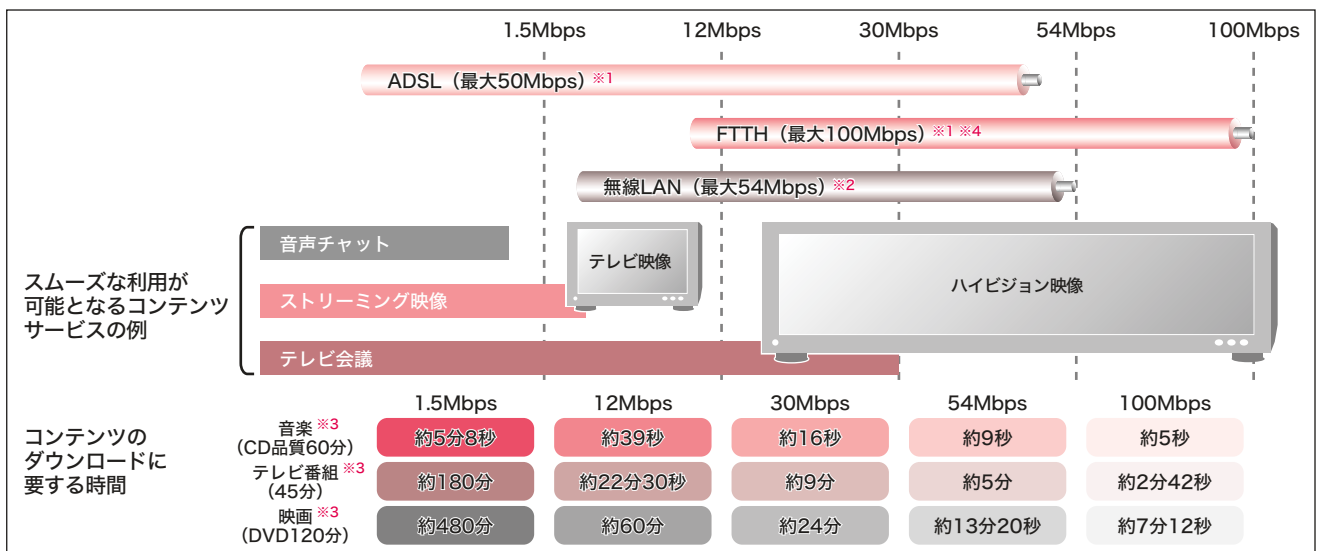 1.5Mbps 12Mbps 30Mbps 54Mbps 100Mbps
ADSL（最大50Mbps）※1
FTTH（最大100Mbps）※1 ※4
無線LAN（最大54Mbps）※2
スムーズな利用が
可能となるコンテンツ
サービスの例
音声チャット
ストリーミング映像
テレビ会議
テレビ映像
ハイビジョン映像
1.5Mbps 12Mbps 30Mbps 54Mbps 100Mbps
コンテンツの
ダウンロードに
要する時間
音楽※3
（CD品質60分）
約5分8秒 約39秒 約16秒 約9秒 約5秒
テレビ番組※3
（45分）
約180分 約22分30秒 約9分 約5分 約2分42秒
映画※3
（DVD120分）
約480分 約60分 約24分 約13分20秒 約7分12秒